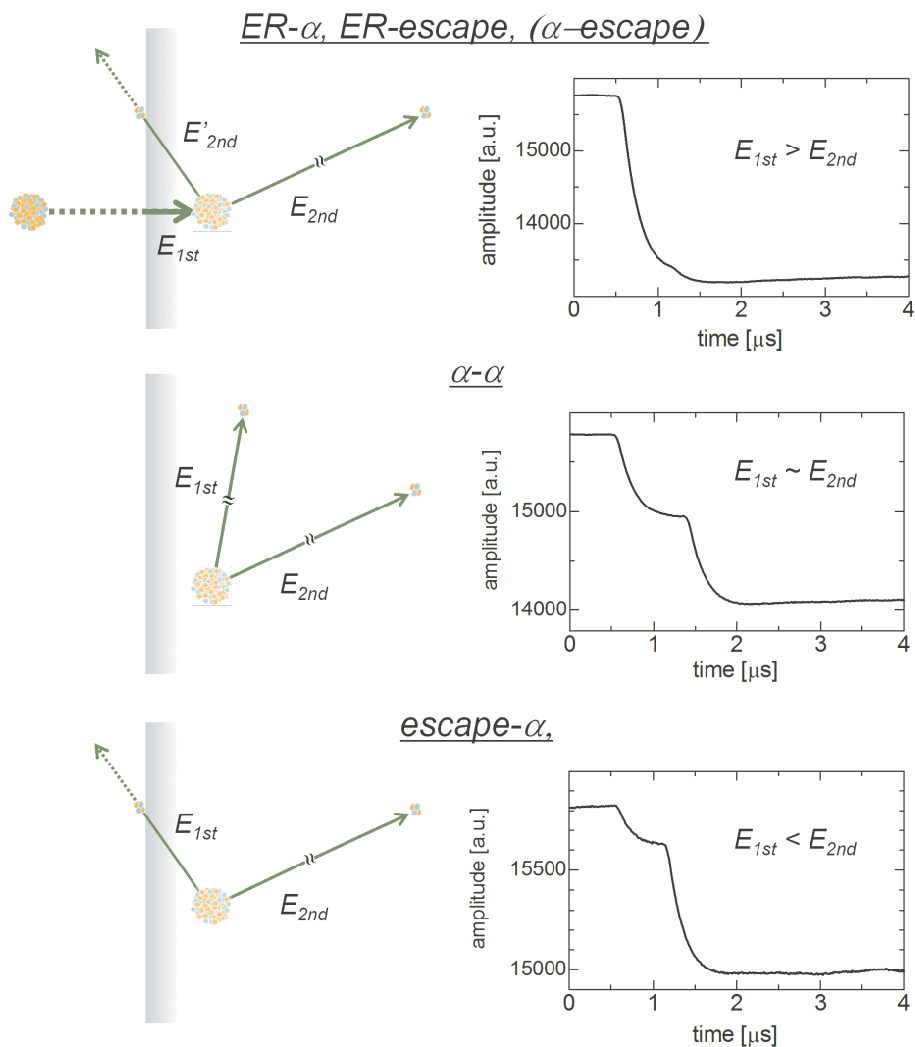 ER-α, ER-escape, (α–escape)
E'2nd
E2nd
E1st
amplitude [a.u.]
15000
14000
E1st > E2nd
0 1 2 3 4
time [μs]
α-α
E1st
≈
E2nd
amplitude [a.u.]
15000
14000
E1st ~ E2nd
0 1 2 3 4
time [μs]
escape-α,
E1st
E2nd
amplitude [a.u.]
15500
15000
E1st < E2nd
0 1 2 3 4
time [μs]